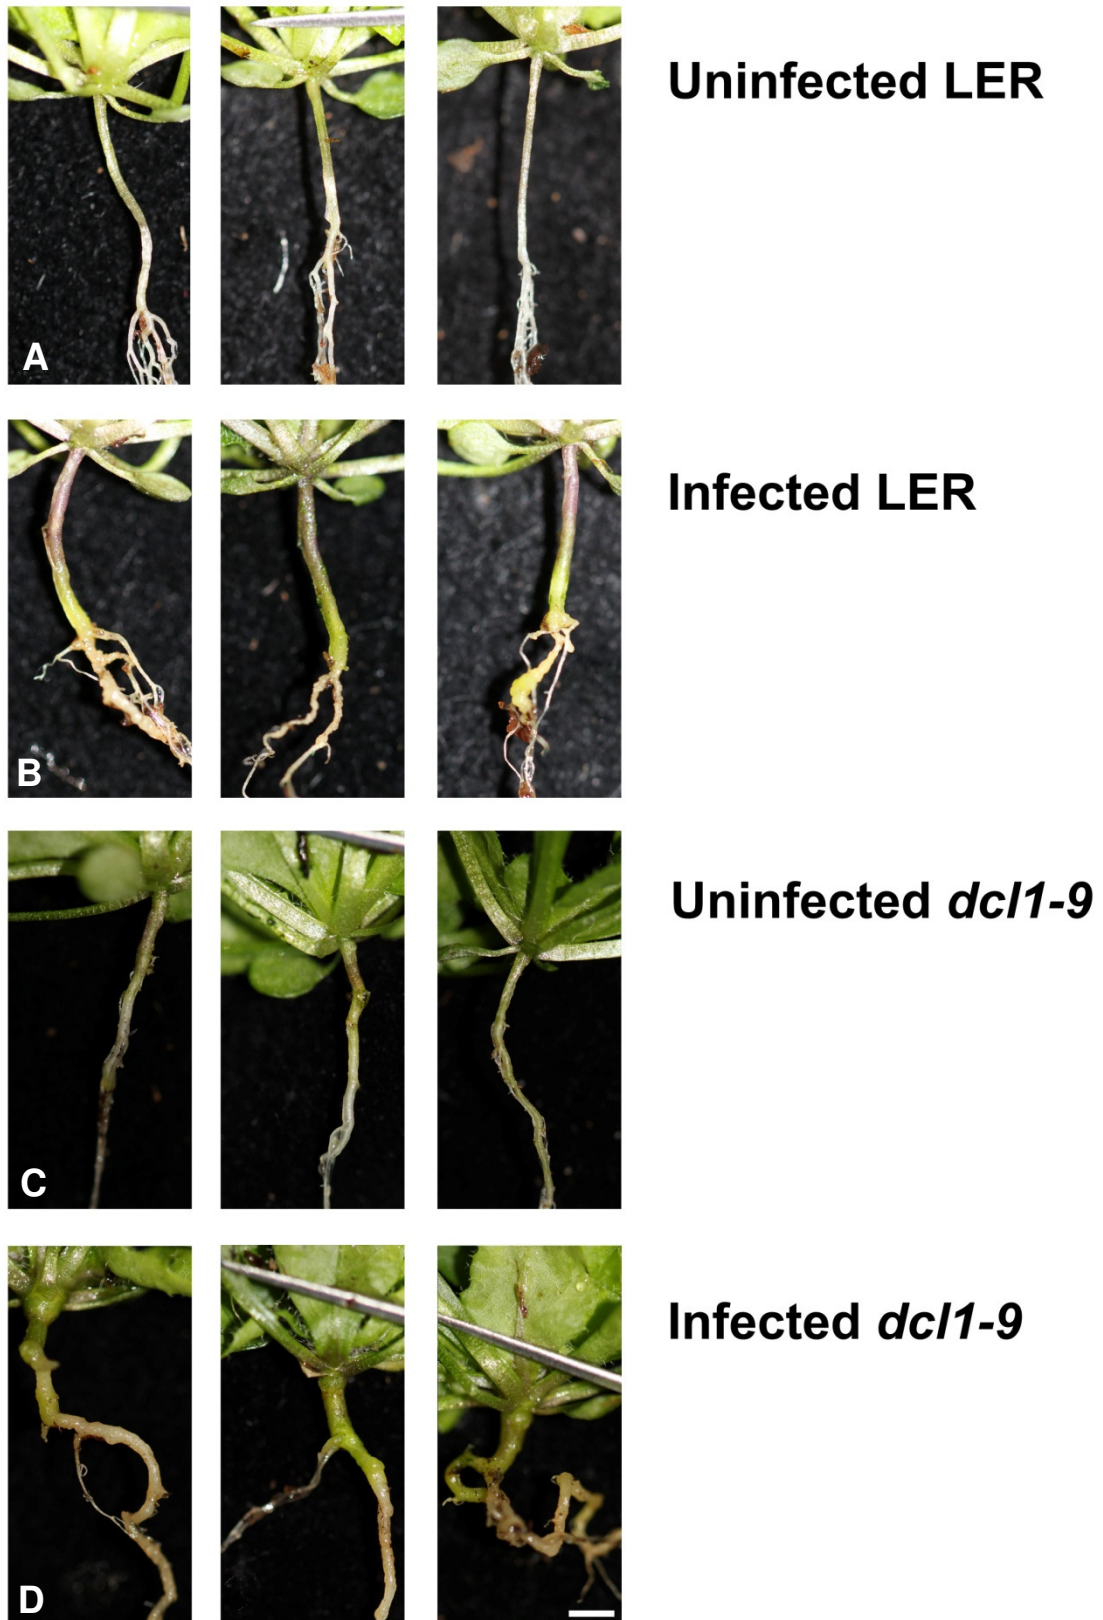 Uninfected LER
A
Infected LER
B
Uninfected dcl1-9
C
Infected dcl1-9
D